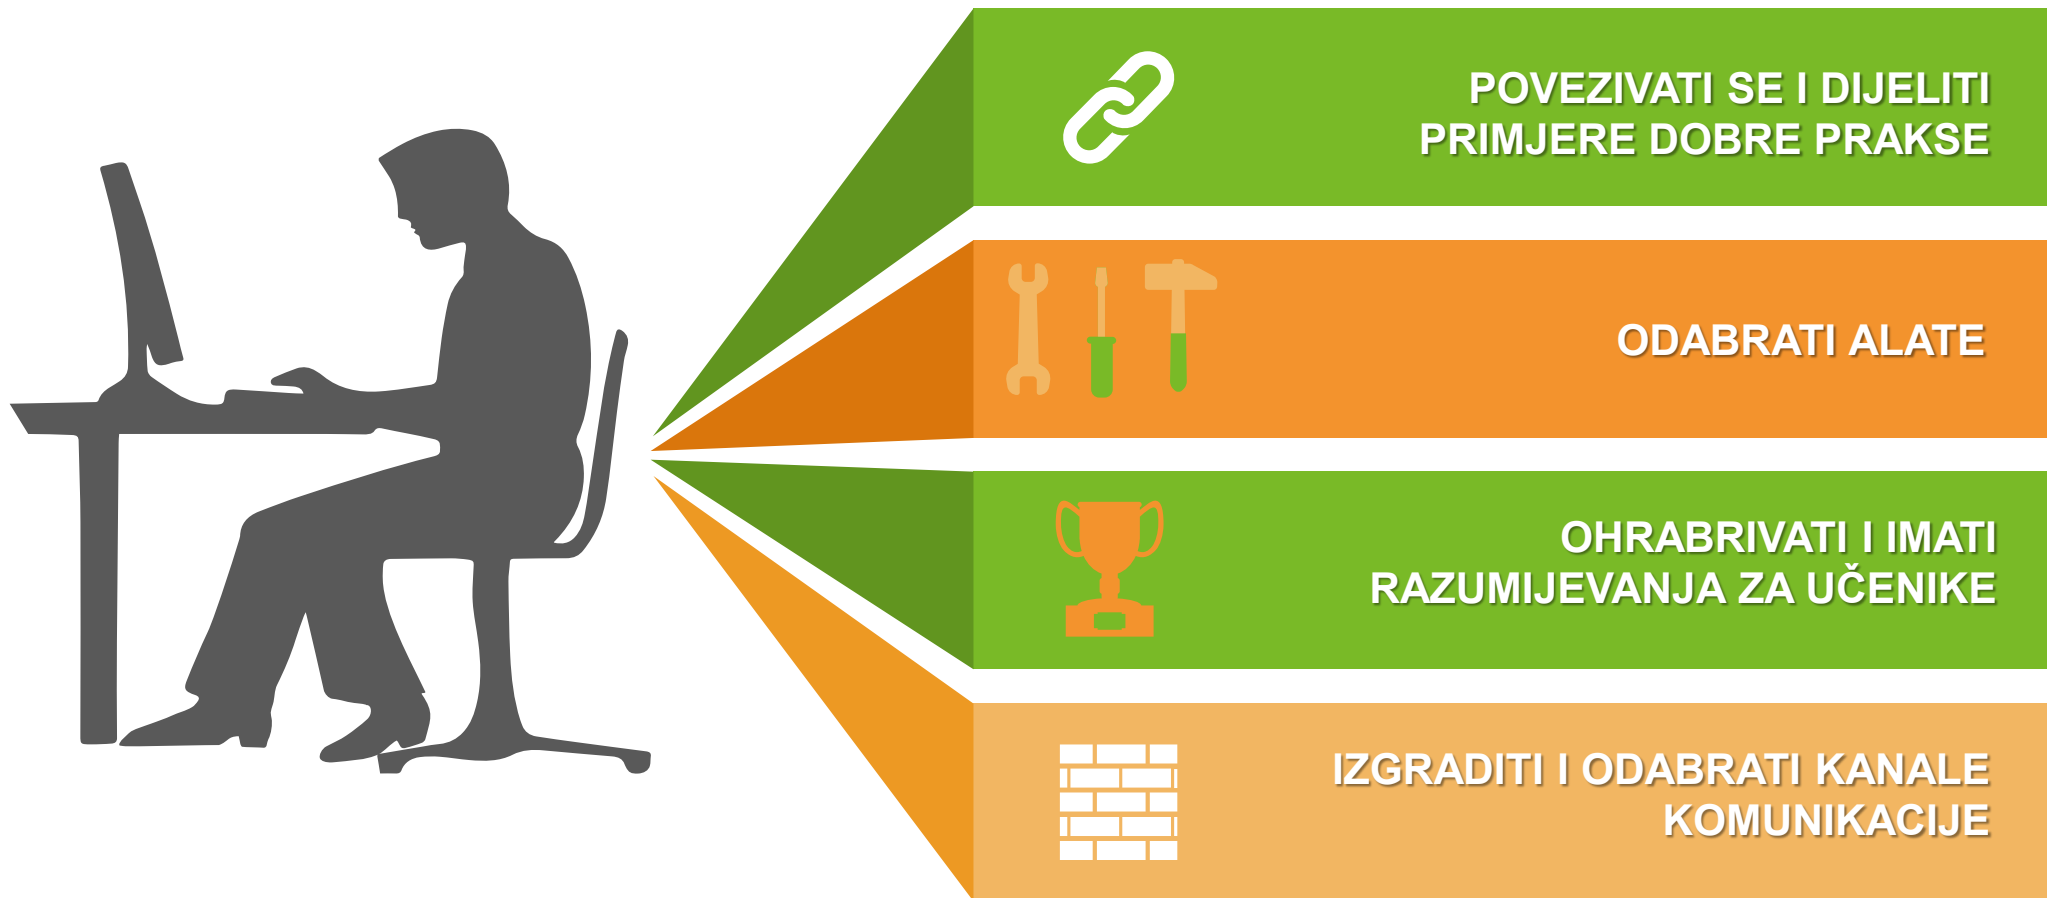 POVEZIVATI SE I DIJELITI
PRIMJERE DOBRE PRAKSE
ODABRATI ALATE
OHRABRIVATI I IMATI
RAZUMIJEVANJA ZA UČENIKE
IZGRADITI I ODABRATI KANALE
KOMUNIKACIJE